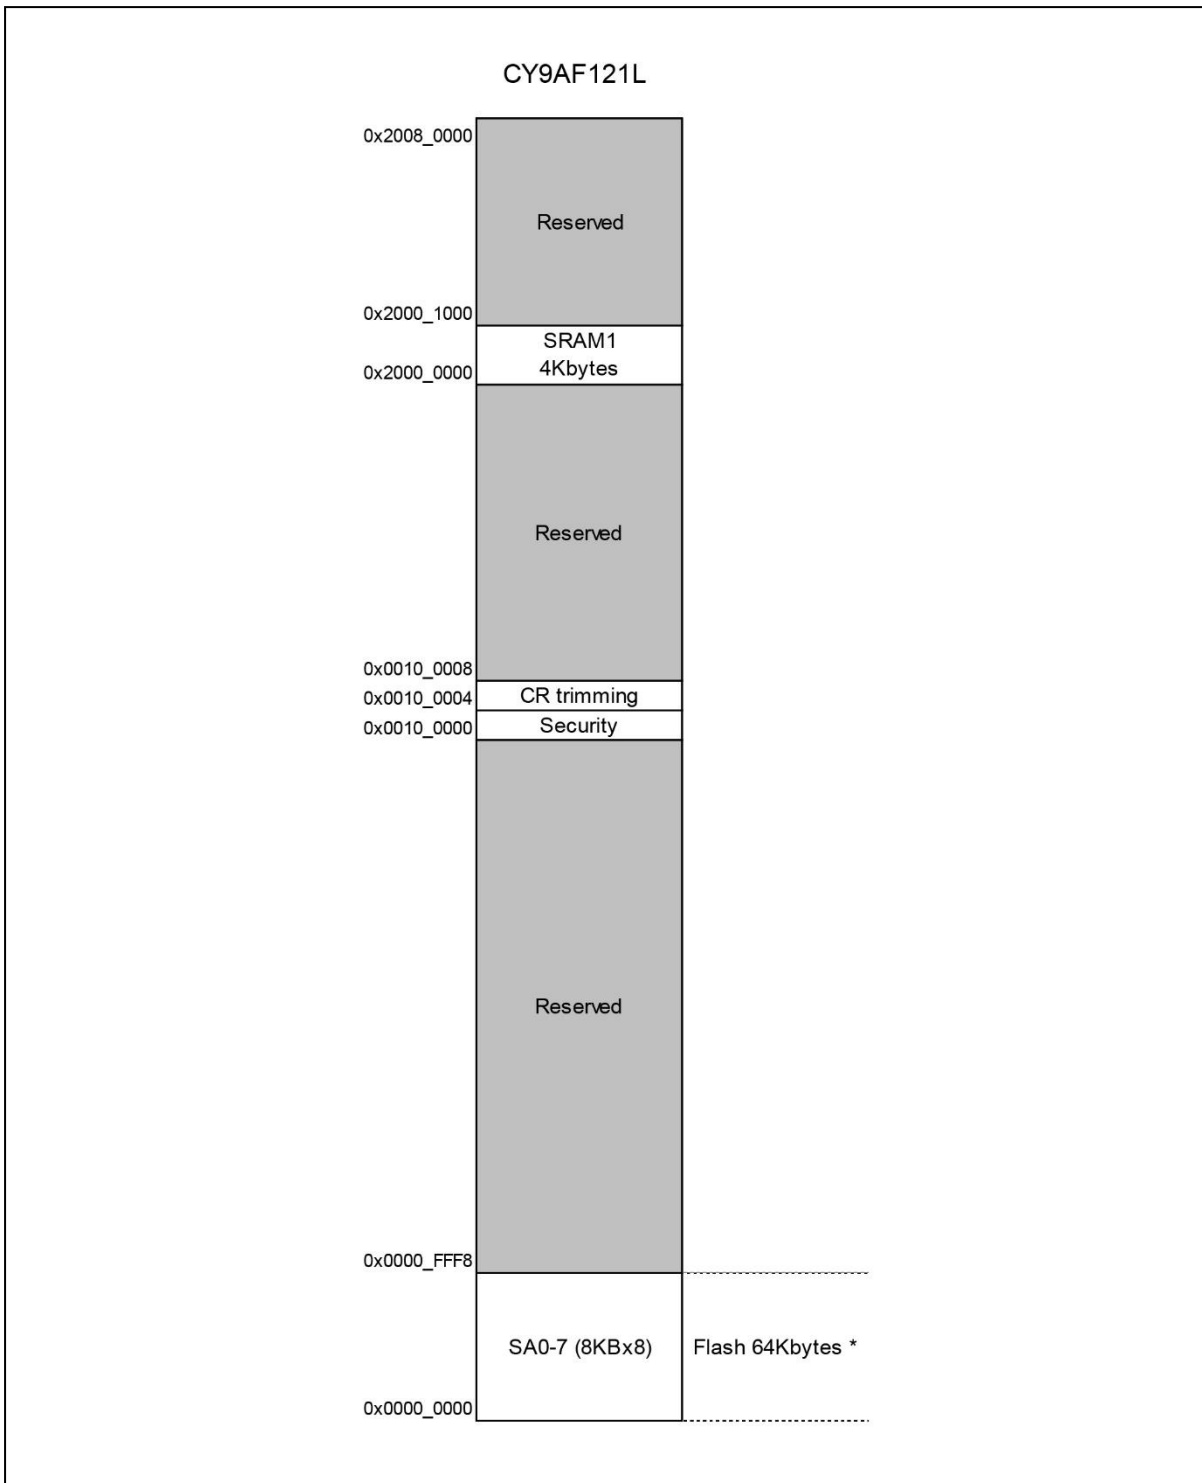 CY9AF121L
0x2008_0000
Reserved
0x2000_1000
SRAM1
4Kbytes
0x2000_0000
Reserved
0x0010_0008
CR trimming
0x0010_0004
Security
0x0010_0000
Reserved
0x0000_FFF8
SA0-7 (8KBx8) Flash 64Kbytes *
0x0000_0000